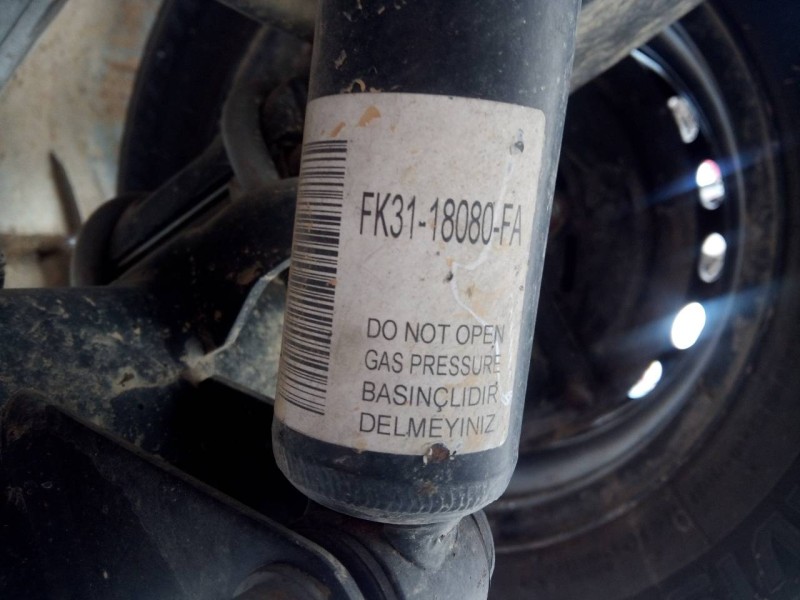 FK31-18080-FA
DO NOT OPEN
GAS PRESSURE
BASINÇLIDIR
DELMEYINIZ